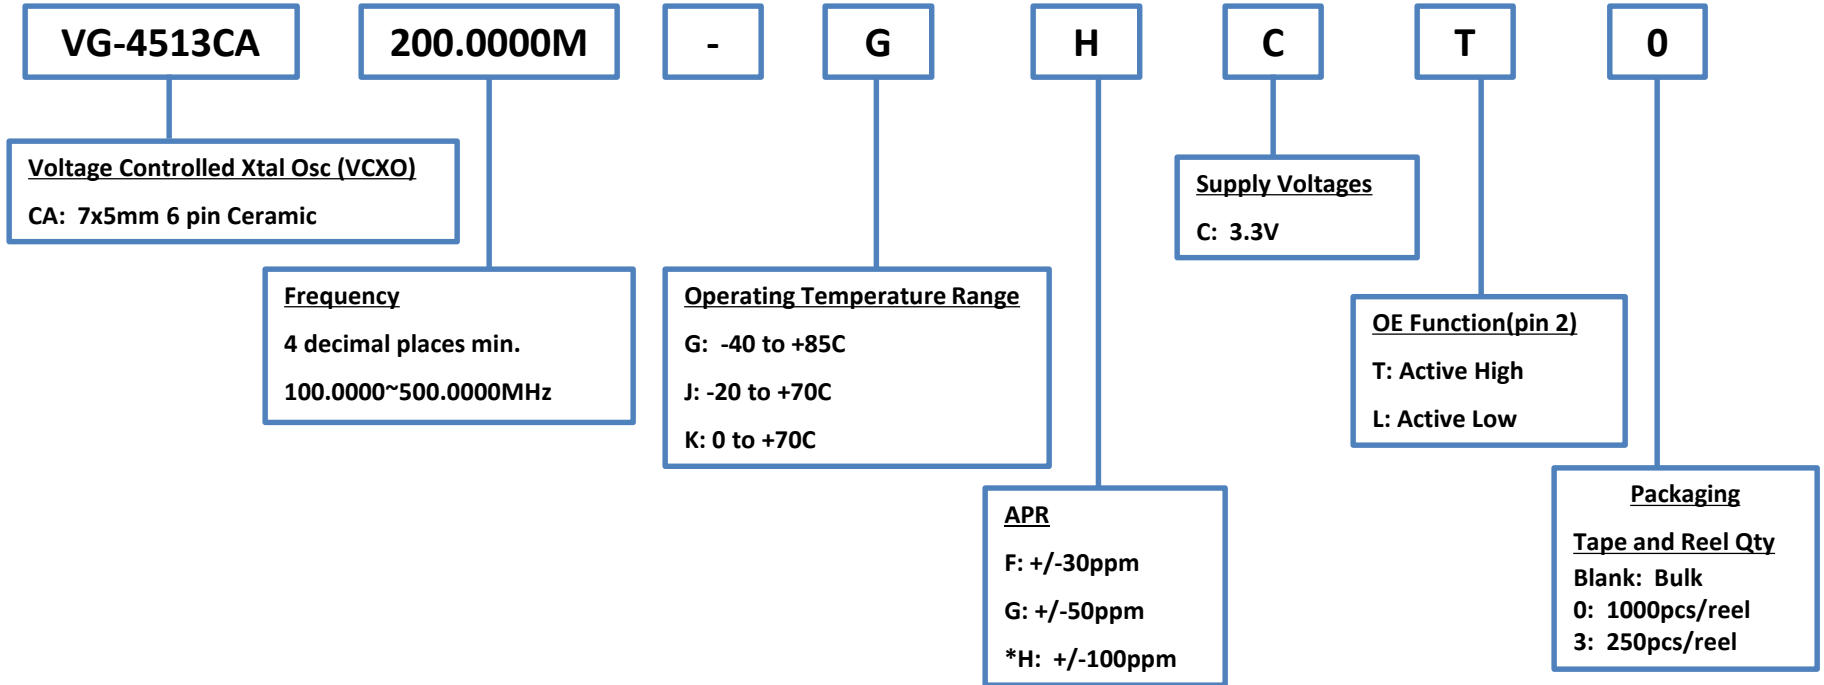 VG-4513CA 200.0000M - G H C T 0
Voltage Controlled Xtal Osc (VCXO)
CA: 7x5mm 6 pin Ceramic
Frequency
4 decimal places min.
100.0000~500.0000MHz
Operating Temperature Range
G: -40 to +85C
J: -20 to +70C
K: 0 to +70C
APR
F: +/-30ppm
G: +/-50ppm
*H: +/-100ppm
Supply Voltages
C: 3.3V
OE Function(pin 2)
T: Active High
L: Active Low
Packaging
Tape and Reel Qty
Blank: Bulk
0: 1000pcs/reel
3: 250pcs/reel